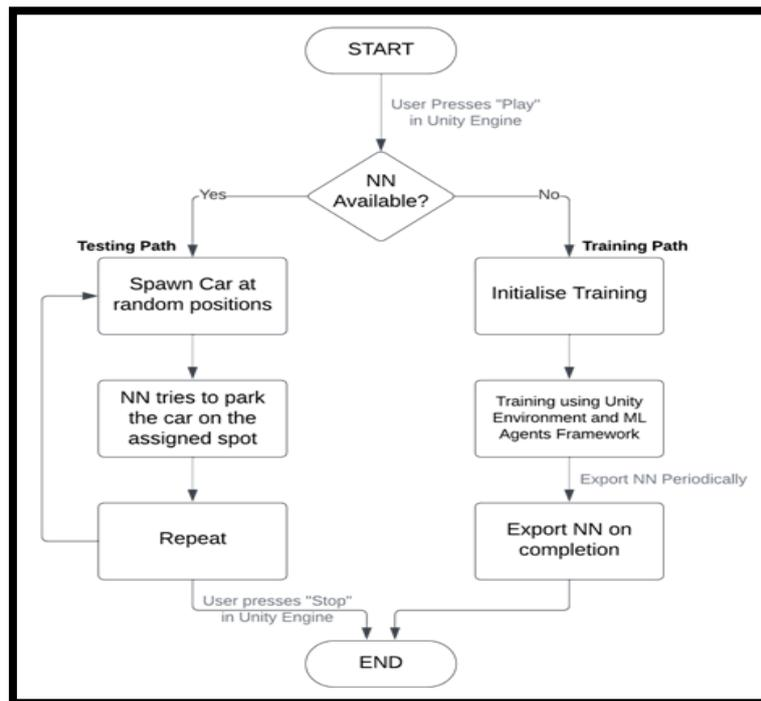 START
User Presses "Play"
in Unity Engine
NN
Available?
Yes
No
Testing Path
Training Path
Spawn Car at
random positions
Initialise Training
NN tries to park
the car on the
assigned spot
Training using Unity
Environment and ML
Agents Framework
Export NN Periodically
Repeat
Export NN on
completion
User presses "Stop"
in Unity Engine
END